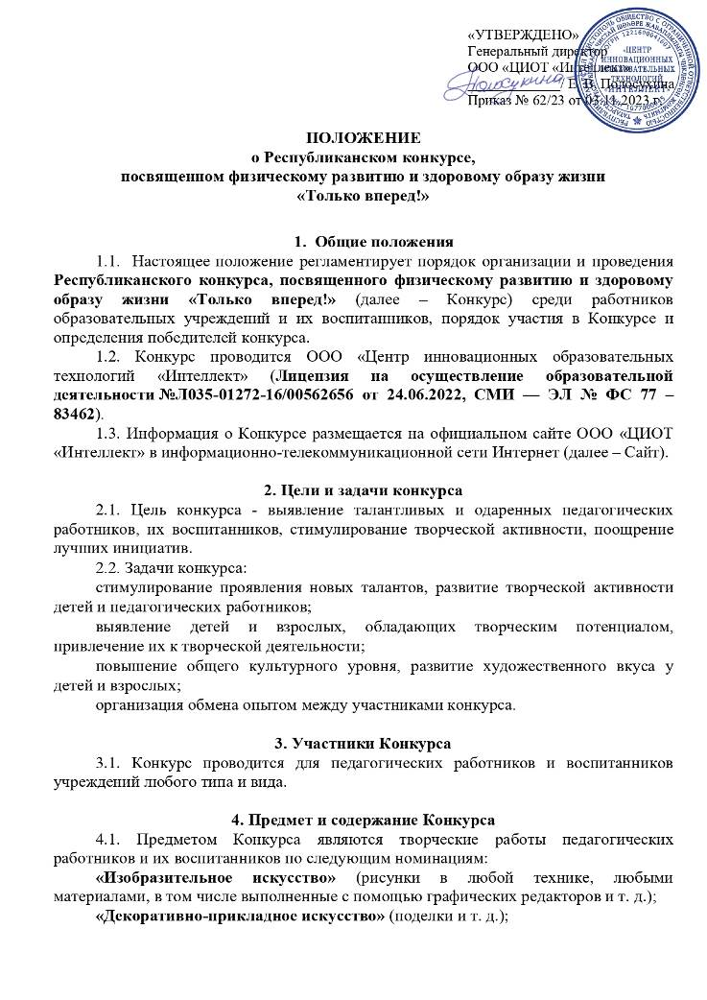 «УТВЕРЖДЕНО»
Генеральный директор
ООО «ЦИОТ «Интеллект»
Е. В. Полосухина
Приказ № 62/23 от 03.11.2023 г.
«ЦЕНТР
ИННОВАЦИОННЫХ
ОБРАЗОВАТЕЛЬНЫХ
ТЕХНОЛОГИЙ
«ИНТЕЛЛЕКТ»
ПОЛОЖЕНИЕ
о Республиканском конкурсе,
посвященном физическому развитию и здоровому образу жизни
«Только вперед!»
1. Общие положения
1.1. Настоящее положение регламентирует порядок организации и проведения
Республиканского конкурса, посвященного физическому развитию и здоровому
образу жизни «Только вперед!» (далее – Конкурс) среди работников
образовательных учреждений и их воспитанников, порядок участия в Конкурсе и
определения победителей конкурса.
1.2. Конкурс проводится ООО «Центр инновационных образовательных
технологий «Интеллект» (Лицензия на осуществление образовательной
деятельности №Л035-01272-16/00562656 от 24.06.2022, СМИ — ЭЛ № ФС 77 –
83462).
1.3. Информация о Конкурсе размещается на официальном сайте ООО «ЦИОТ
«Интеллект» в информационно-телекоммуникационной сети Интернет (далее – Сайт).
2. Цели и задачи конкурса
2.1. Цель конкурса - выявление талантливых и одаренных педагогических
работников, их воспитанников, стимулирование творческой активности, поощрение
лучших инициатив.
2.2. Задачи конкурса:
стимулирование проявления новых талантов, развитие творческой активности
детей и педагогических работников;
выявление детей и взрослых, обладающих творческим потенциалом,
привлечение их к творческой деятельности;
повышение общего культурного уровня, развитие художественного вкуса у
детей и взрослых;
организация обмена опытом между участниками конкурса.
3. Участники Конкурса
3.1. Конкурс проводится для педагогических работников и воспитанников
учреждений любого типа и вида.
4. Предмет и содержание Конкурса
4.1. Предметом Конкурса являются творческие работы педагогических
работников и их воспитанников по следующим номинациям:
«Изобразительное искусство» (рисунки в любой технике, любыми
материалами, в том числе выполненные с помощью графических редакторов и т. д.);
«Декоративно-прикладное искусство» (поделки и т. д.);